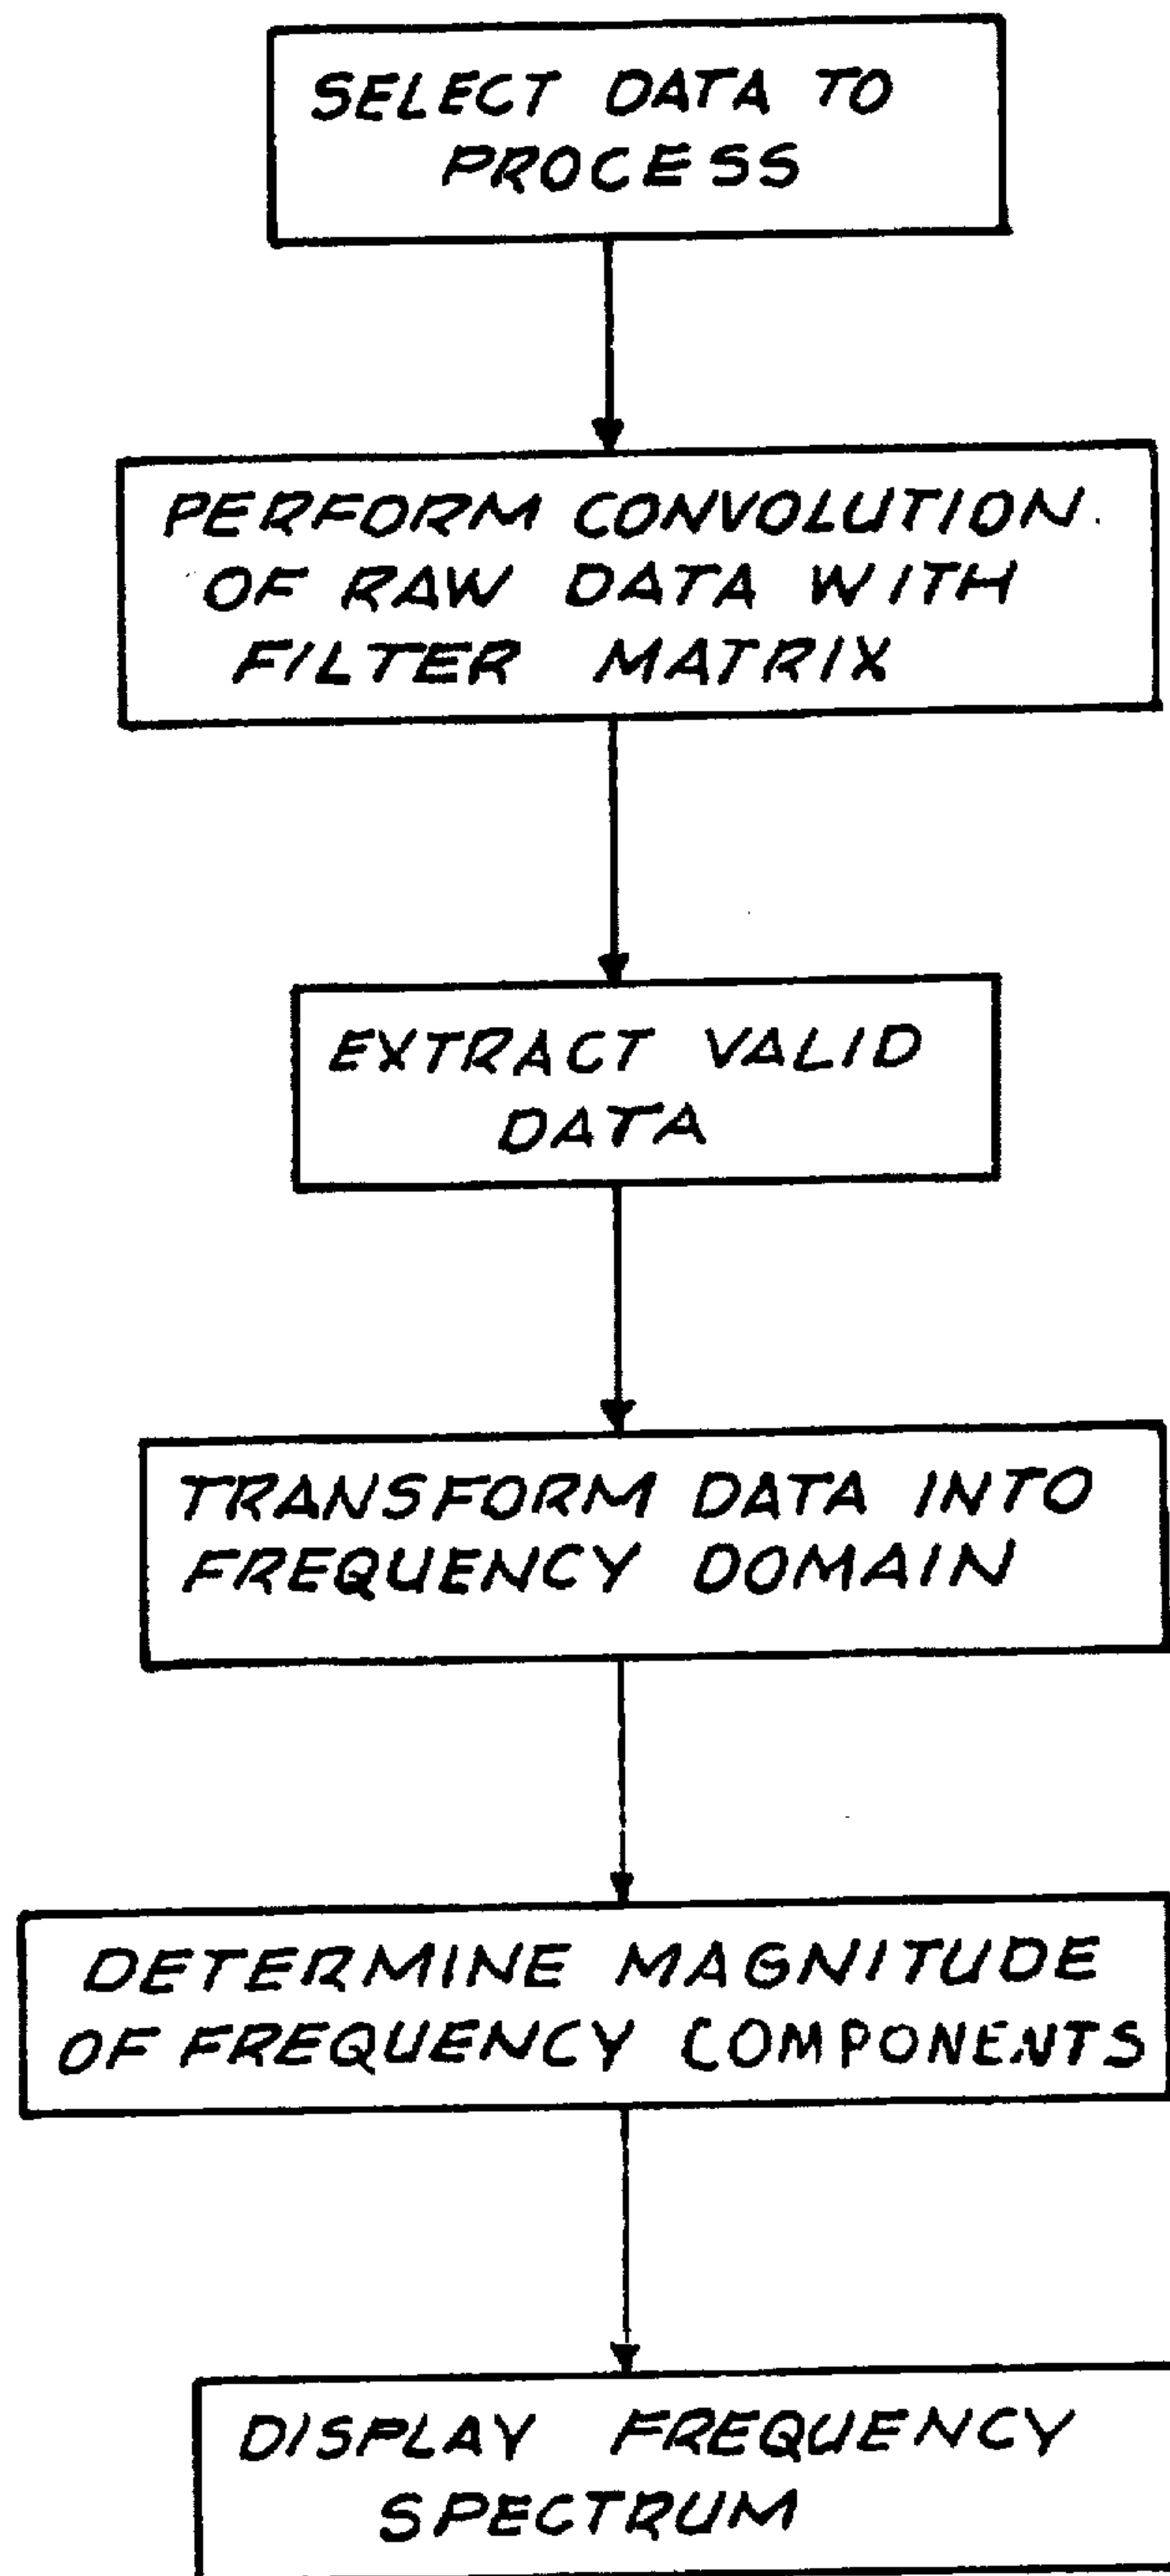 SELECT DATA TO
PROCESS
PERFORM CONVOLUTION
OF RAW DATA WITH
FILTER MATRIX
EXTRACT VALID
DATA
TRANSFORM DATA INTO
FREQUENCY DOMAIN
DETERMINE MAGNITUDE
OF FREQUENCY COMPONENTS
DISPLAY FREQUENCY
SPECTRUM